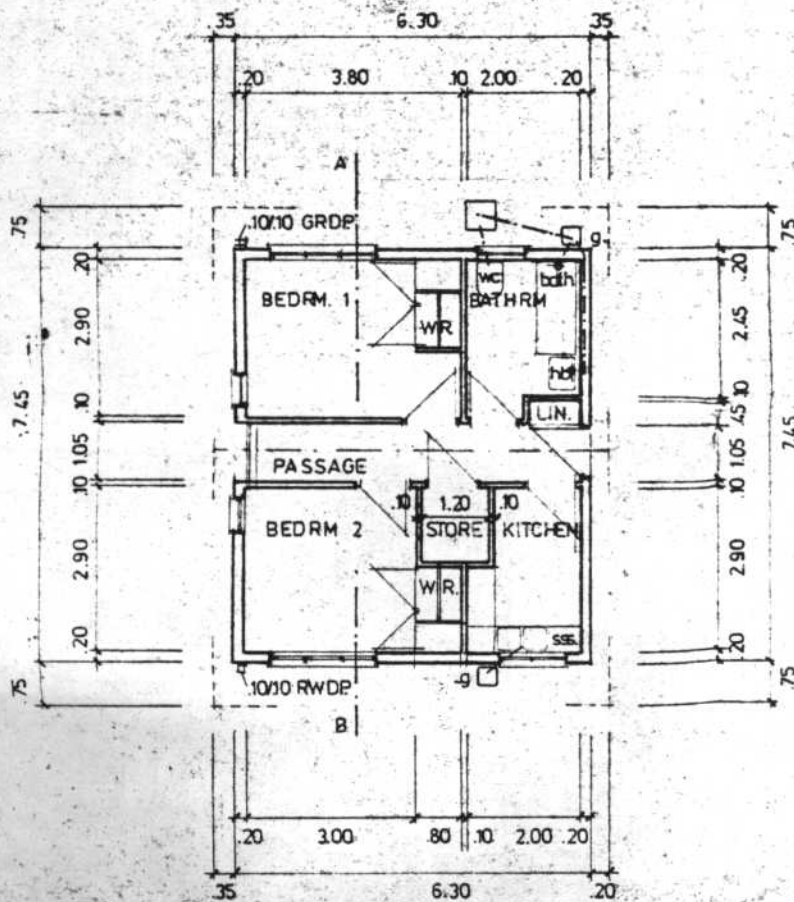 .35 6.30 .35
.20 3.80 .10 2.00 .20
A
.75 .75
10/10 GRDP. g
.20 .20
BEDRM. 1 WC bath
BATHRM
2.90 WR. 2.45
hb
LIN. .10
.10 .45
7.45 1.05 PASSAGE 1.05 7.45
.10 .10 1.20 .10 .10
BEDRM 2 STORE KITCHEN
2.90 W.R. 2.90
.20 s.s.s. .20
.75 10/10 RWDP. g .75
B
.20 3.00 .80 .10 2.00 .20
.35 6.30 .20